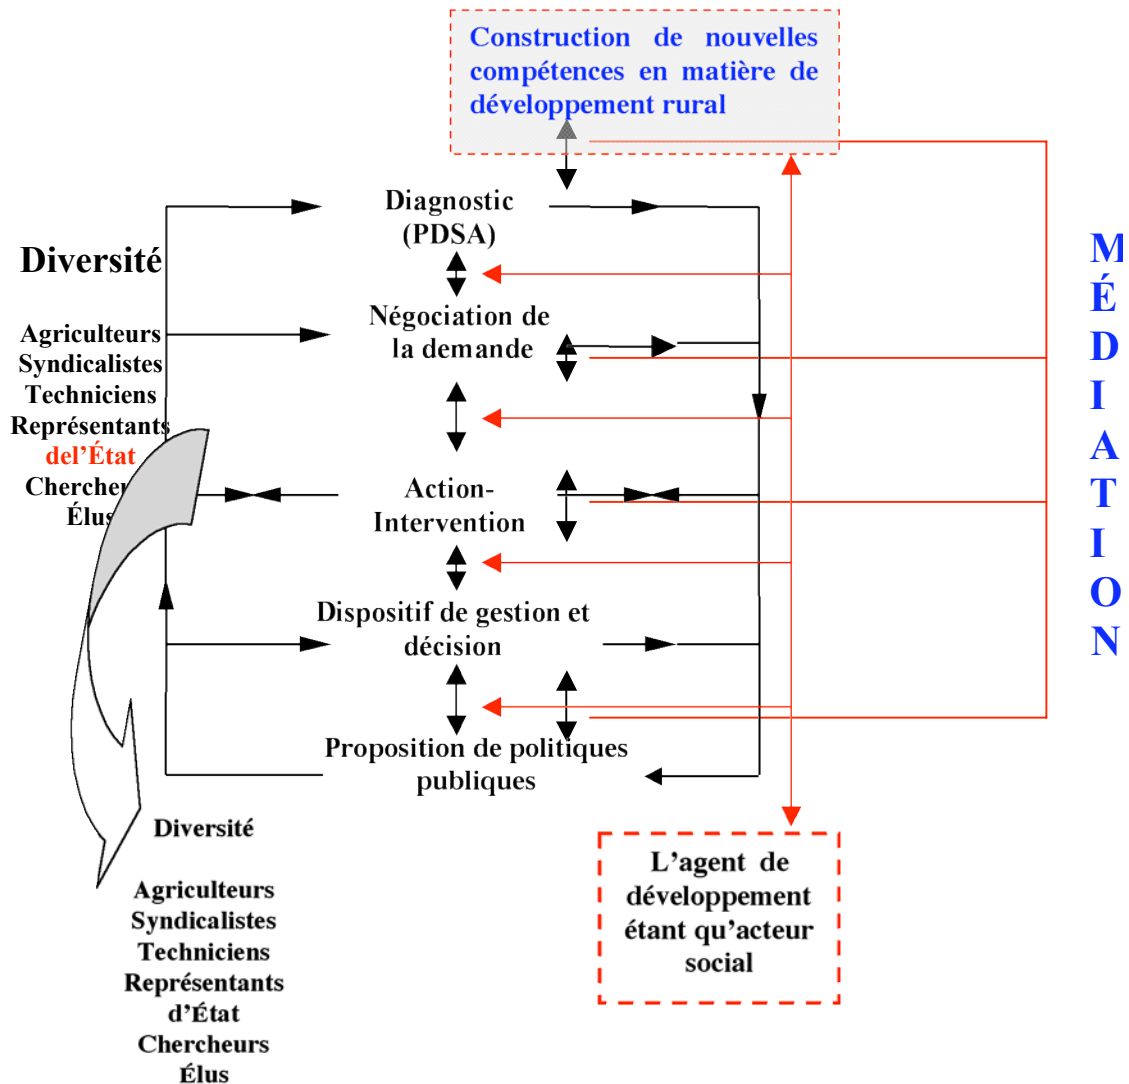 Construction de nouvelles
compétences en matière de
développement rural
Diagnostic
(PDSA)
Diversité
Agriculteurs
Syndicalistes
Techniciens
Représentants
del’État
Cherche
Élus
Négociation de
la demande
Action-
Intervention
Dispositif de gestion et
décision
Proposition de politiques
publiques
M
É
D
I
A
T
I
O
N
Diversité
Agriculteurs
Syndicalistes
Techniciens
Représentants
d’État
Chercheurs
Élus
L’agent de
développement
étant qu’acteur
social